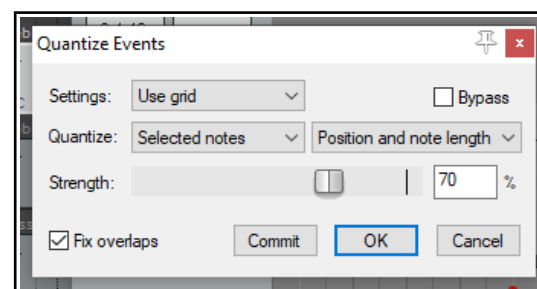 Quantize Events
Settings: Use grid Bypass
Quantize: Selected notes Position and note length
Strength: 70 %
Fix overlaps Commit OK Cancel